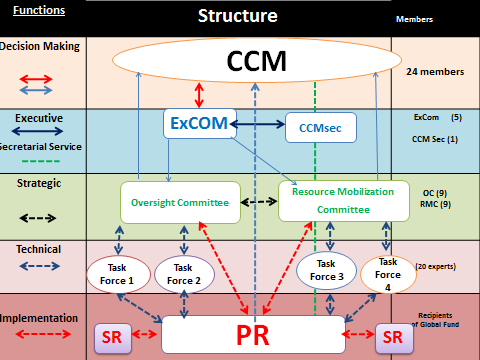 Functions
Structure
Members
Decision Making
CCM
24 members
Executive
ExCOM
CCMsec
ExCom (5)
Secretarial Service
CCM Sec (1)
Strategic
Oversight Committee
Resource Mobilization
Committee
OC (9)
RMC (9)
Technical
Task
Force 1
Task
Force 2
Task
Force 3
Task
Force
4
(20 experts)
Implementation
SR
PR
SR
Recipients
of Global Fund